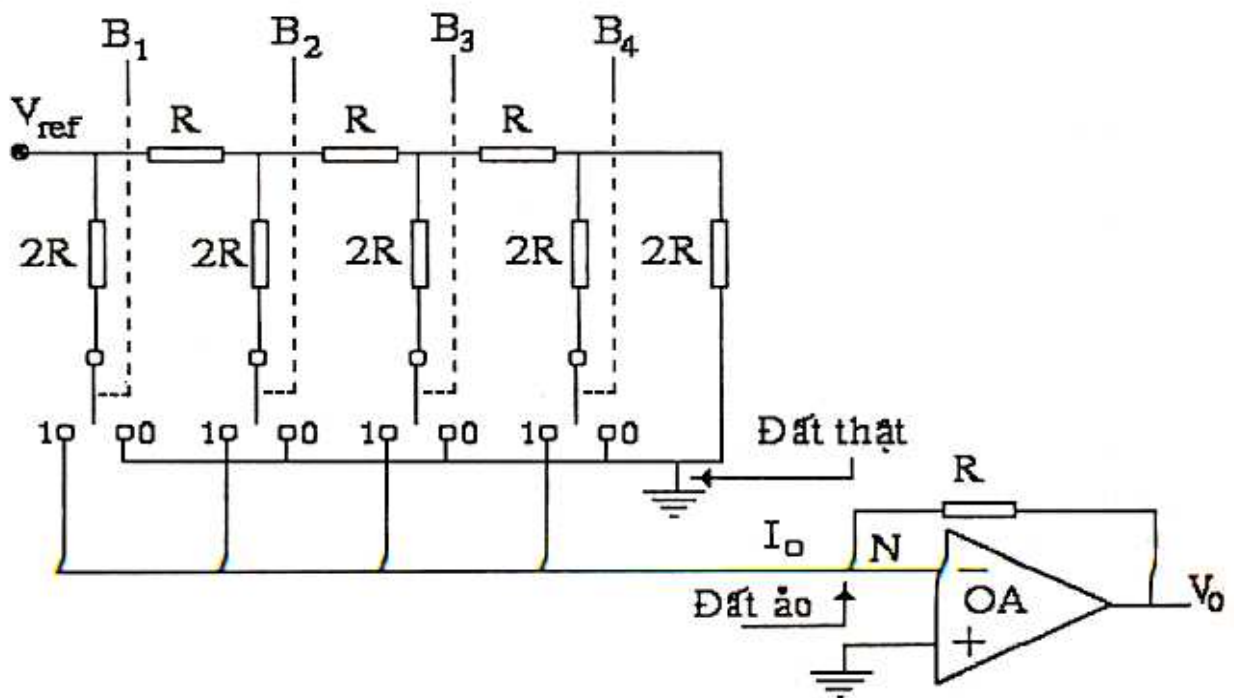 B1 B2 B3 B4
Vref R R R
2R 2R 2R 2R 2R
1 0 1 0 1 0 1 0
Đất thật
R
Io N
Đất ảo
− OA
+
Vo